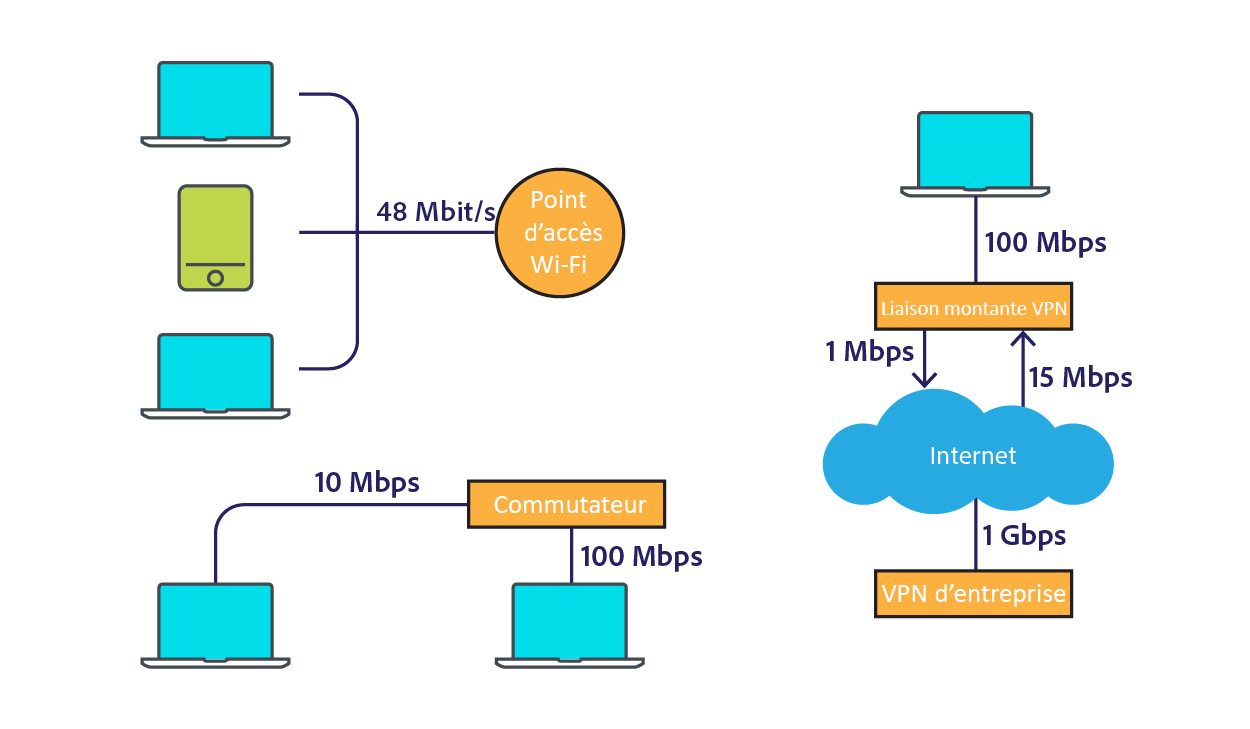 48 Mbit/s
Point
d’accès
Wi-Fi
10 Mbps
Commutateur
100 Mbps
100 Mbps
Liaison montante VPN
1 Mbps
15 Mbps
Internet
1 Gbps
VPN d’entreprise